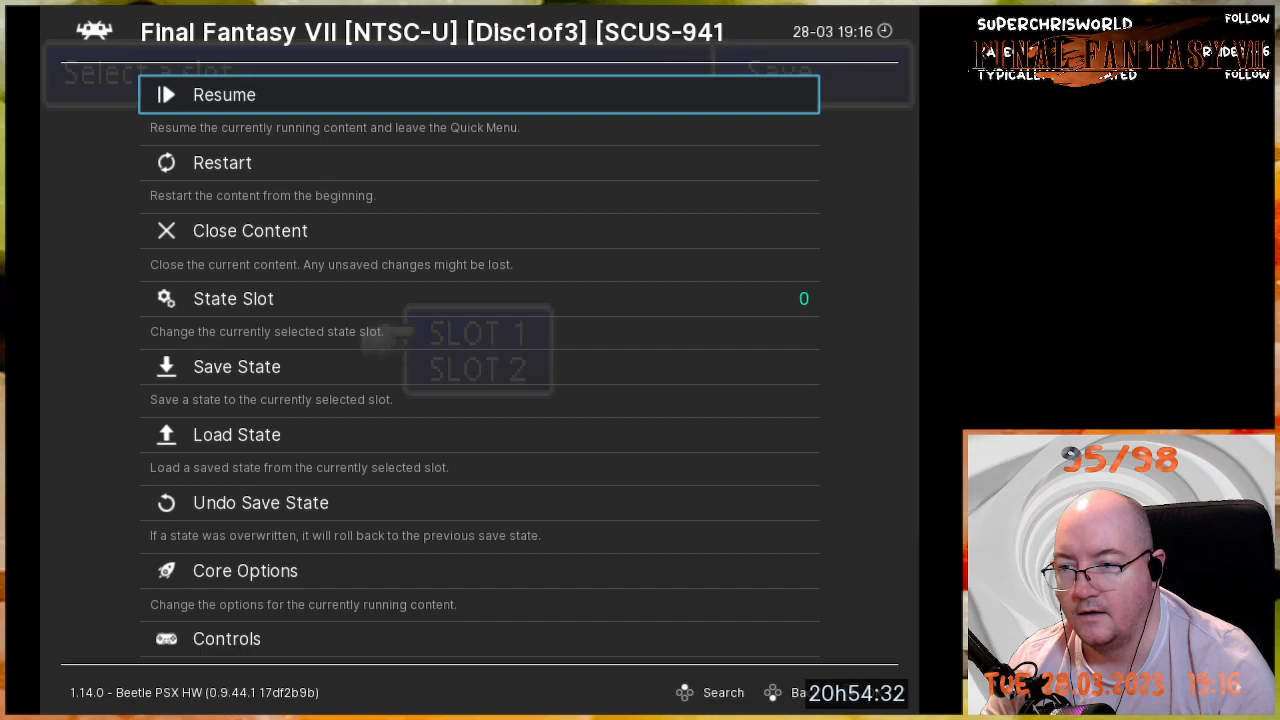 Final Fantasy VII [NTSC-U] [Disc1of3] [SCUS-941
28-03 19:16
Select a slot
Save
Resume
Resume the currently running content and leave the Quick Menu.
Restart
Restart the content from the beginning.
Close Content
Close the current content. Any unsaved changes might be lost.
State Slot
0
Change the currently selected state slot.
SLOT 1
SLOT 2
Save State
Save a state to the currently selected slot.
Load State
Load a saved state from the currently selected slot.
Undo Save State
If a state was overwritten, it will roll back to the previous save state.
Core Options
Change the options for the currently running content.
Controls
1.14.0 - Beetle PSX HW (0.9.44.1 17df2b9b)
Search
Ba
20h54:32
SUPERCHRISWORLD
FOLLOW
FINAL FANTASY VII
FOLLOW
95/98
TUE 28.03.2023 19:16